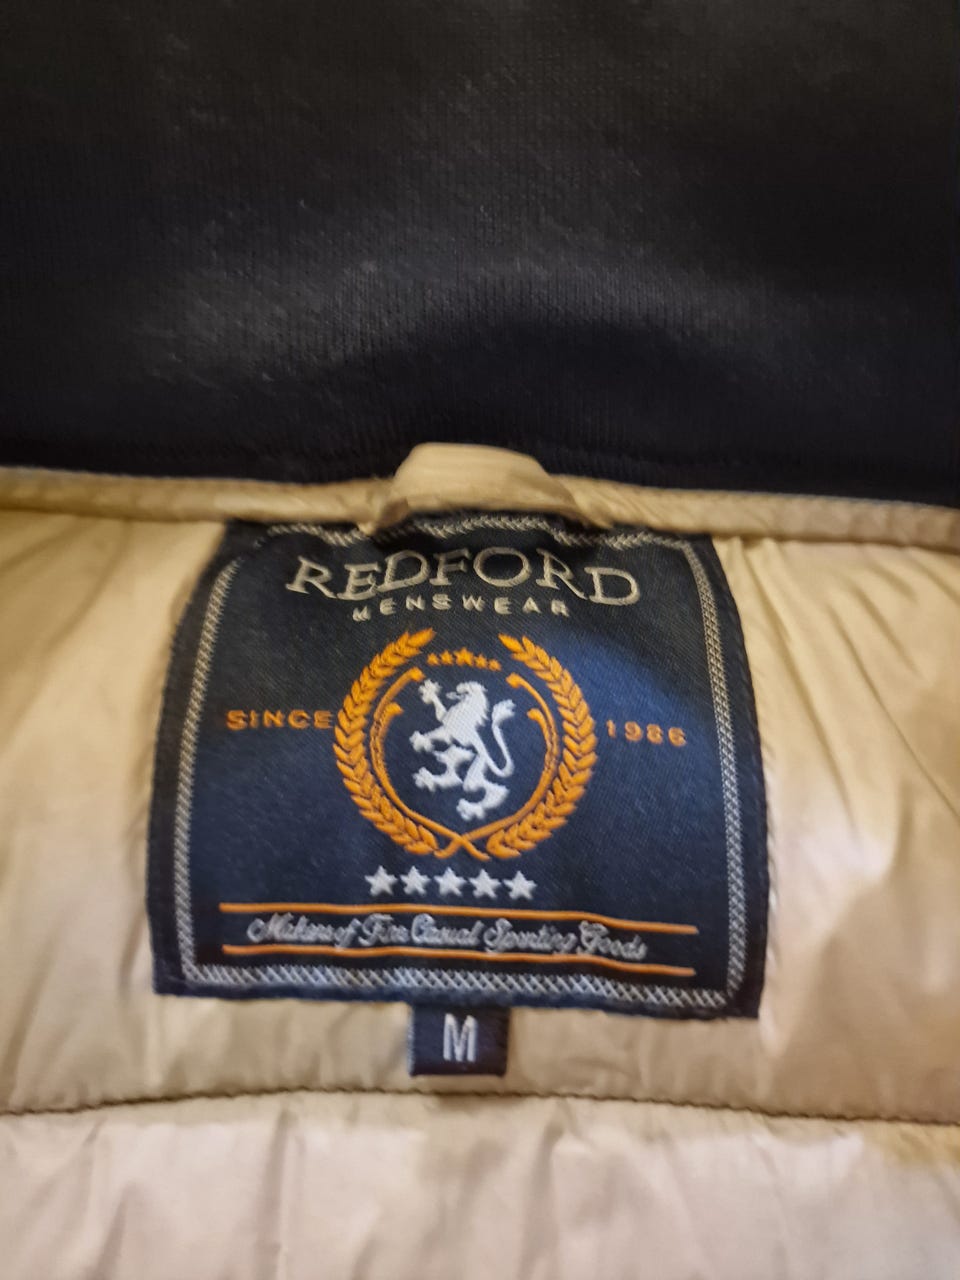 REDFORD
MENSWEAR
SINCE 1986
Makers of Fine Casual Sporting Goods
M